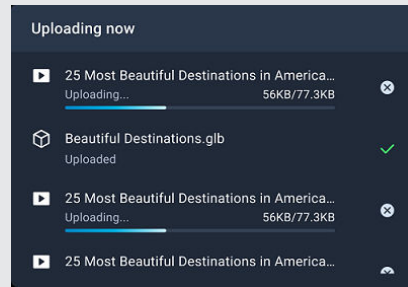 Uploading now
25 Most Beautiful Destinations in America...
Uploading... 56KB/77.3KB
Beautiful Destinations.glb
Uploaded
25 Most Beautiful Destinations in America...
Uploading... 56KB/77.3KB
25 Most Beautiful Destinations in America...